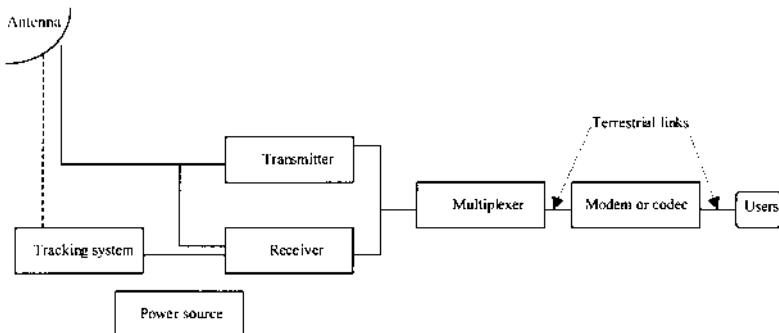 Antenna
Terrestrial links
Transmitter
Multiplexer
Modem or codec
Users
Tracking system
Receiver
Power source